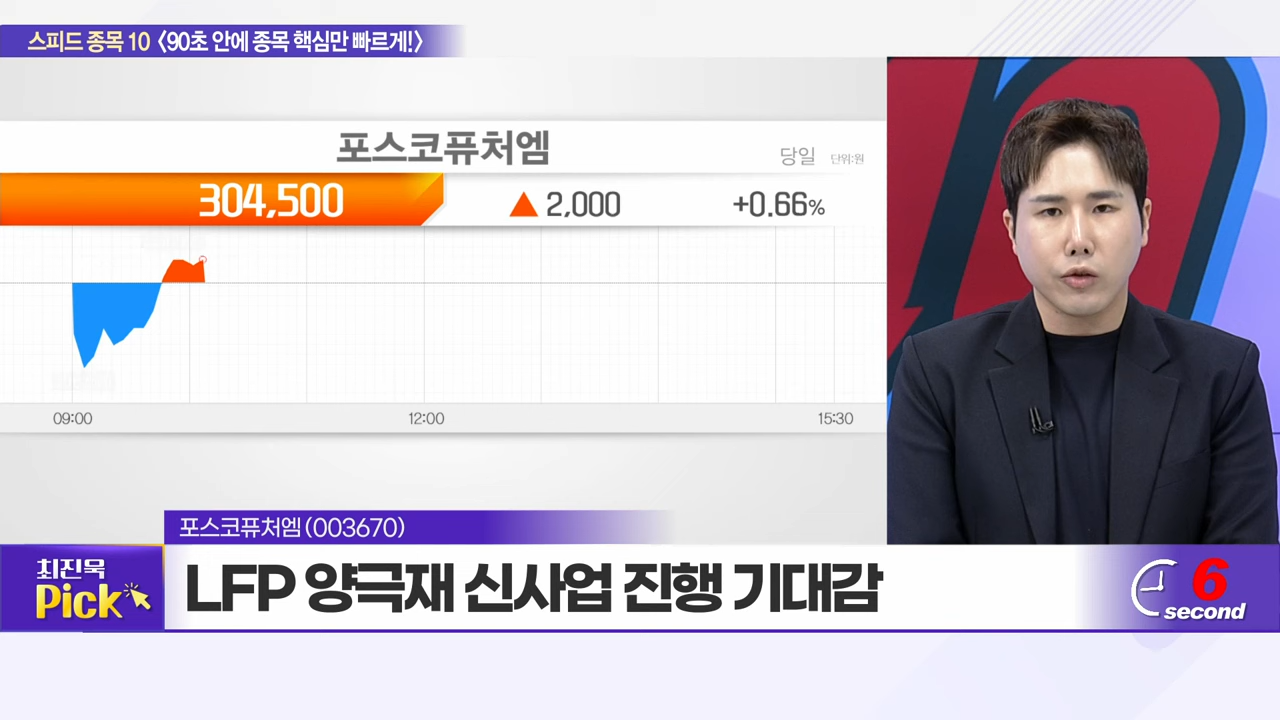 스피드 종목 10 <90초 안에 종목 핵심만 빠르게!>
포스코퓨처엠
당일 단위:원
304,500 ▲ 2,000 +0.66%
09:00 12:00 15:30
포스코퓨처엠(003670)
최진욱
Pick
LFP 양극재 신사업 진행 기대감
6
second